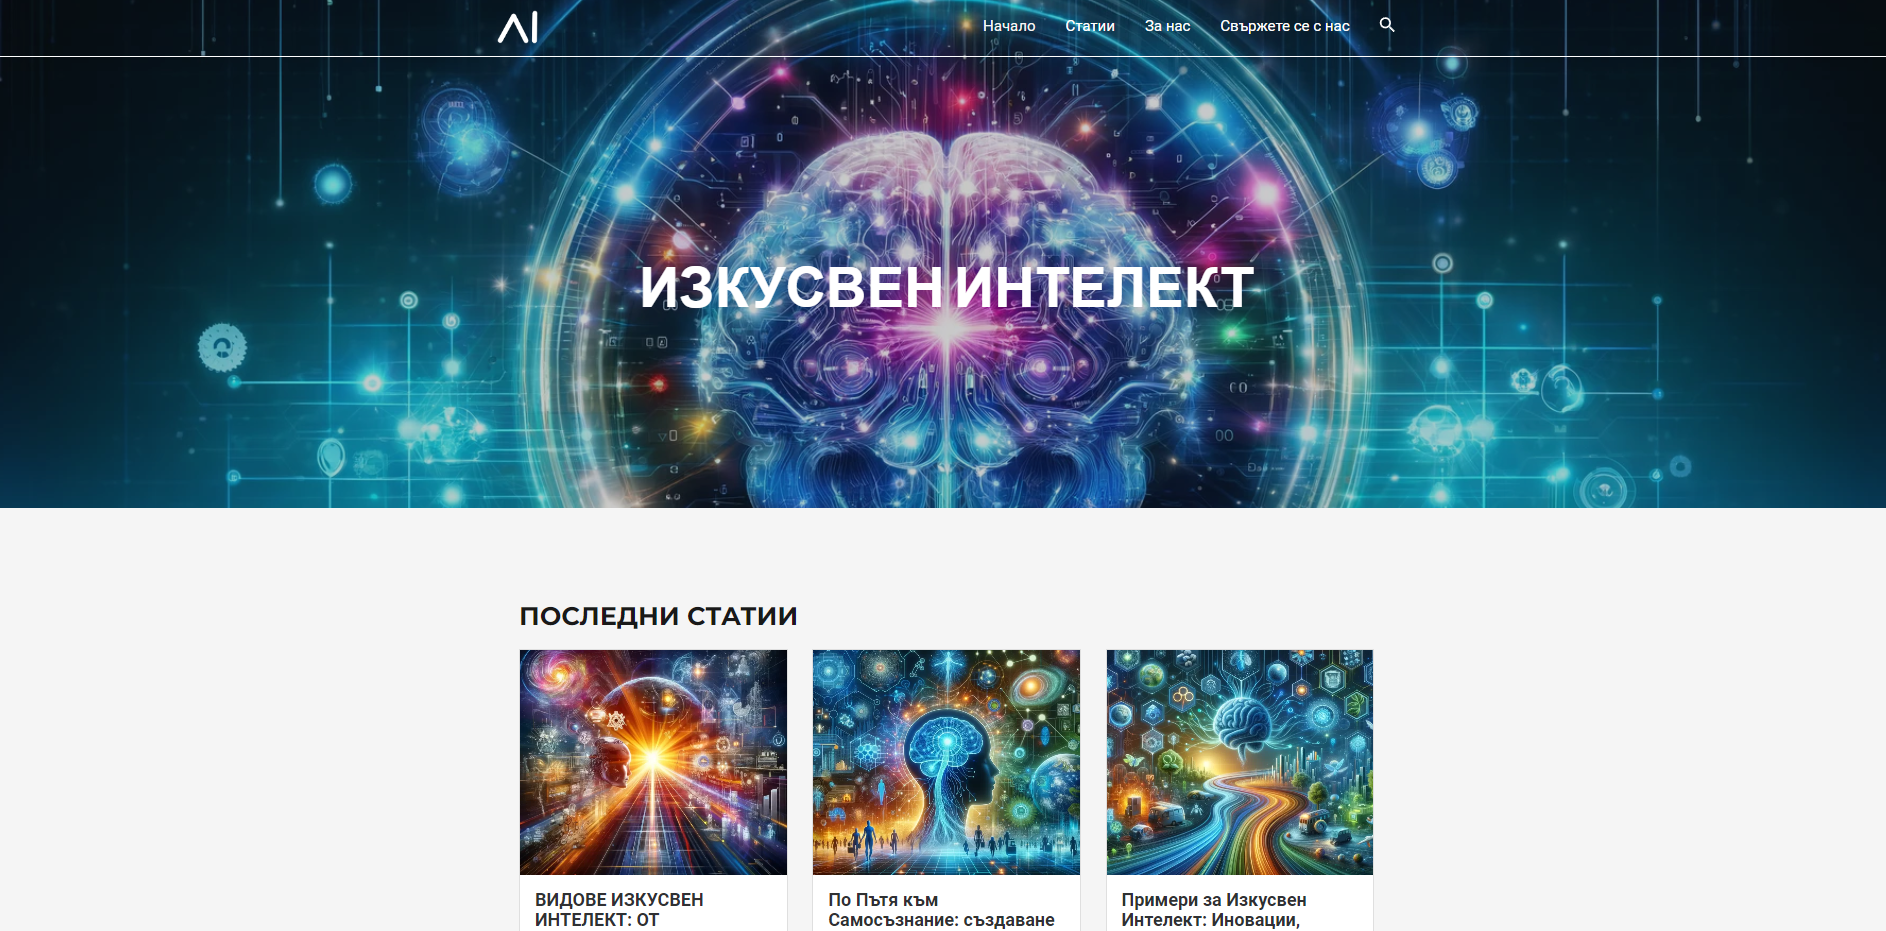 AI
Начало Статии За нас Свържете се с нас
ИЗКУСВЕН ИНТЕЛЕКТ
ПОСЛЕДНИ СТАТИИ
ВИДОВЕ ИЗКУСВЕН
ИНТЕЛЕКТ: ОТ
По Пътя към
Самосъзнание: създаване
Примери за Изкусвен
Интелект: Иновации,